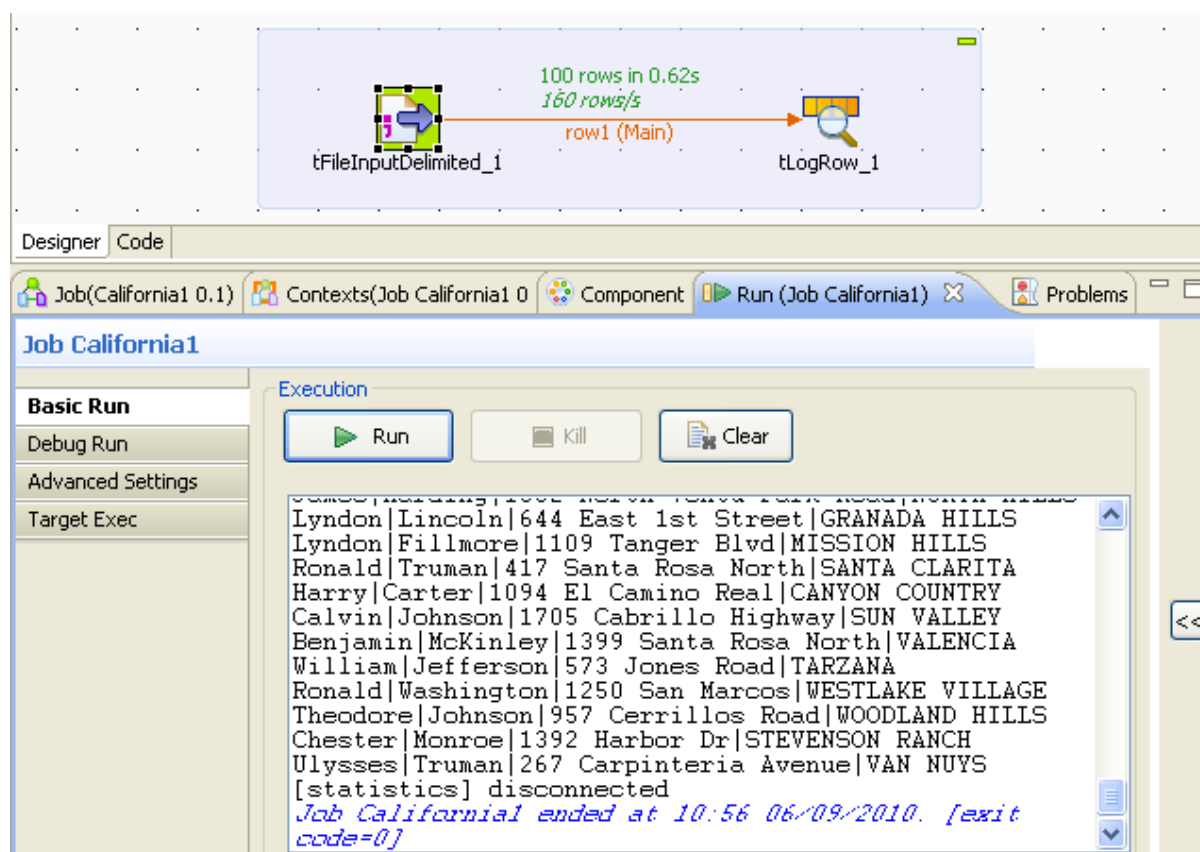 100 rows in 0.62s
160 rows/s
row1 (Main)
tFileInputDelimited_1
tLogRow_1
Designer
Code
Job(California1 0.1)
Contexts(Job California1 0
Component
Run (Job California1)
Problems
Job California1
Basic Run
Debug Run
Advanced Settings
Target Exec
Execution
Run
Kill
Clear
Lyndon|Lincoln|644 East 1st Street|GRANADA HILLS
Lyndon|Fillmore|1109 Tanger Blvd|MISSION HILLS
Ronald|Truman|417 Santa Rosa North|SANTA CLARITA
Harry|Carter|1094 El Camino Real|CANYON COUNTRY
Calvin|Johnson|1705 Cabrillo Highway|SUN VALLEY
Benjamin|McKinley|1399 Santa Rosa North|VALENCIA
William|Jefferson|573 Jones Road|TARZANA
Ronald|Washington|1250 San Marcos|WESTLAKE VILLAGE
Theodore|Johnson|957 Cerrillos Road|WOODLAND HILLS
Chester|Monroe|1392 Harbor Dr|STEVENSON RANCH
Ulysses|Truman|267 Carpinteria Avenue|VAN NUYS
[statistics] disconnected
Job California1 ended at 10:56 06/09/2010. [exit
code=0]
<<